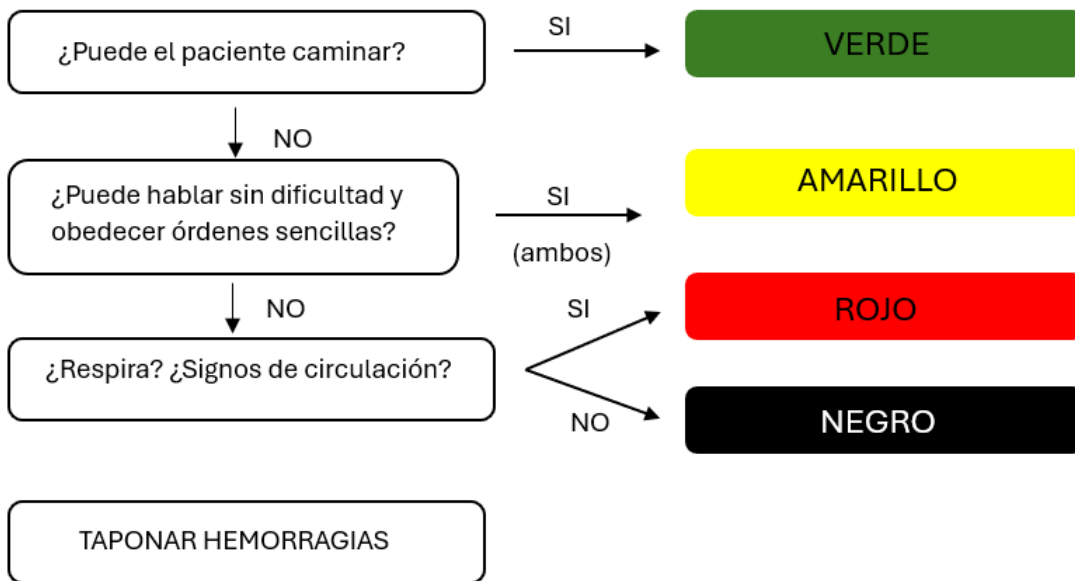 ¿Puede el paciente caminar?
SI
VERDE
NO
¿Puede hablar sin dificultad y
obedecer órdenes sencillas?
SI
(ambos)
AMARILLO
NO
¿Respira? ¿Signos de circulación?
SI
ROJO
NO
NEGRO
TAPONAR HEMORRAGIAS